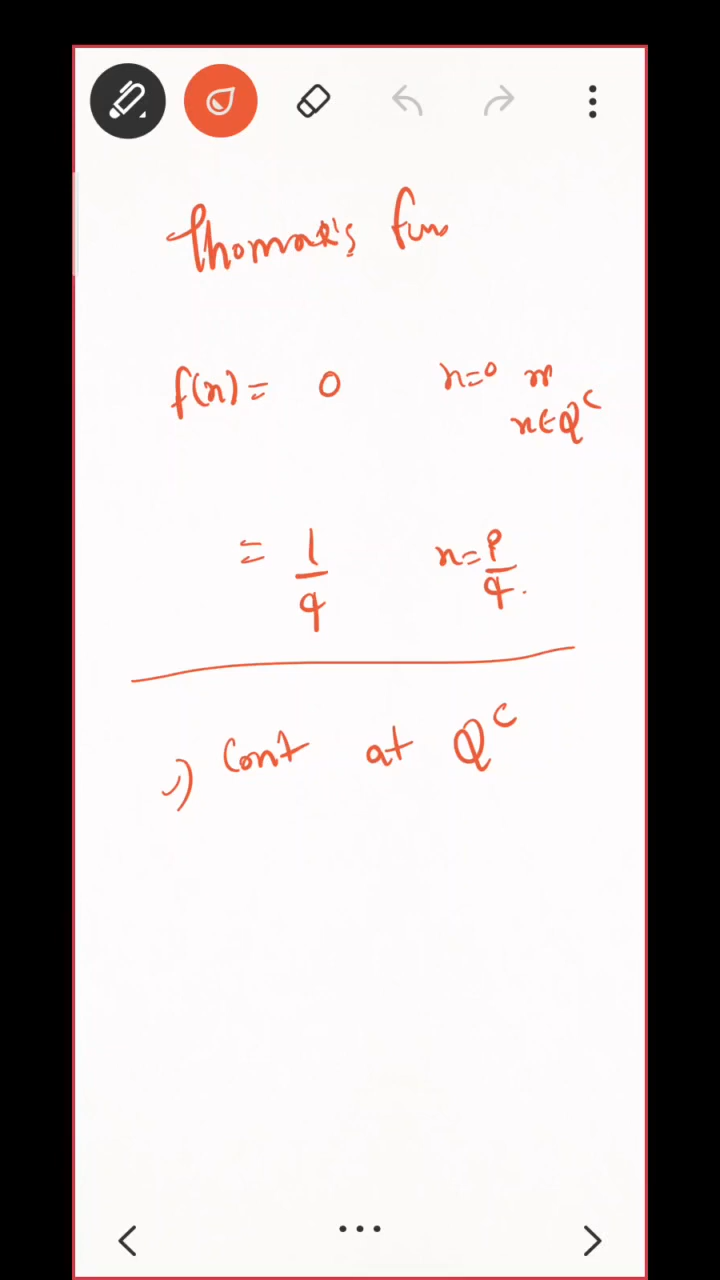 Thomae's fun
f(x) = 0 x=0 or
x∈Q^c
= 1/q x=p/q.
Cont at Q^c